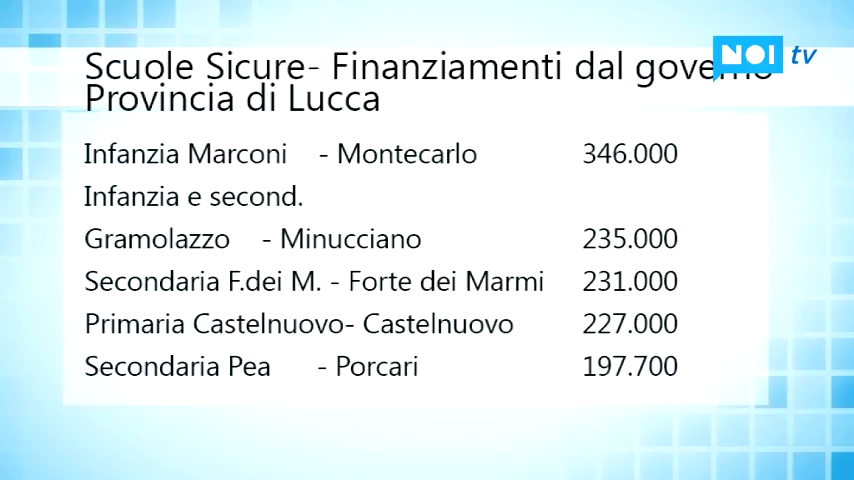 NOI tv
Scuole Sicure- Finanziamenti dal governo
Provincia di Lucca
Infanzia Marconi - Montecarlo 346.000
Infanzia e second.
Gramolazzo - Minucciano 235.000
Secondaria F.dei M. - Forte dei Marmi 231.000
Primaria Castelnuovo- Castelnuovo 227.000
Secondaria Pea - Porcari 197.700